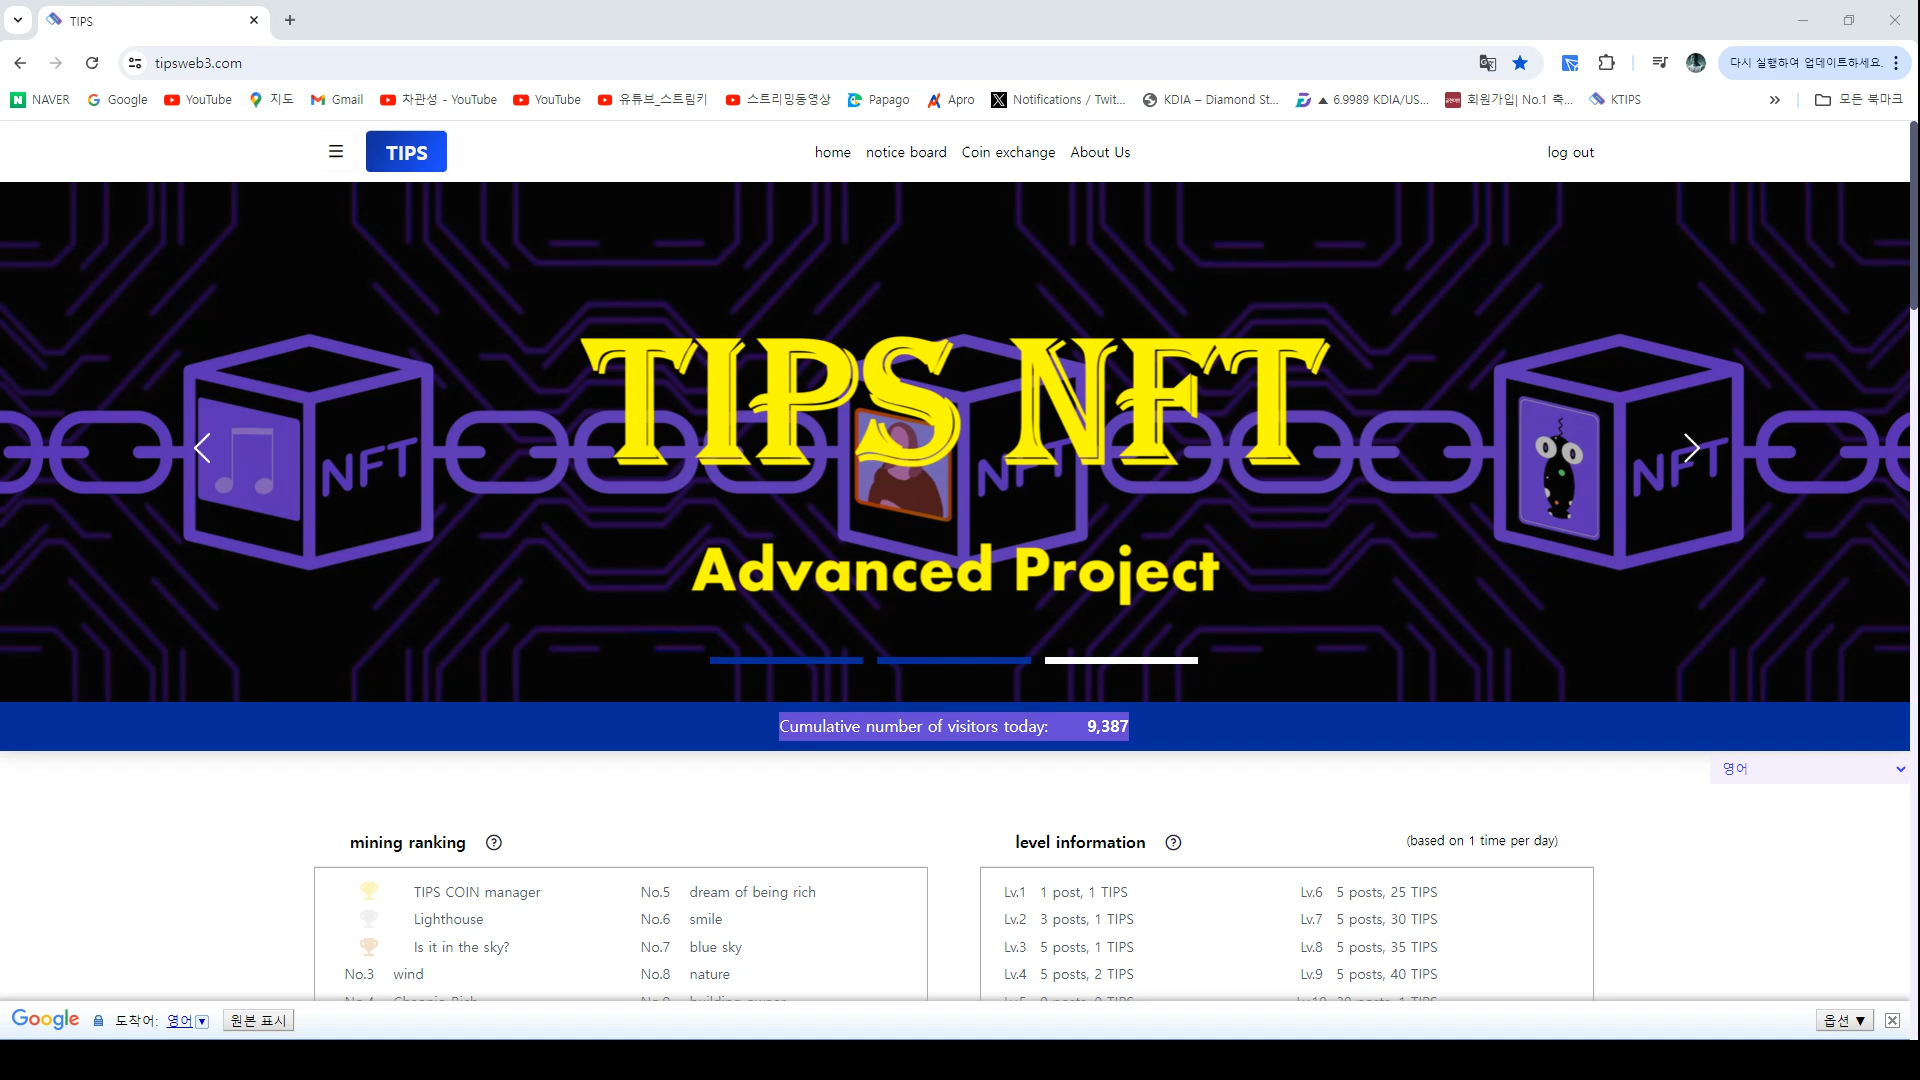 TIPS
tipsweb3.com
다시 실행하여 업데이트하세요.
NAVER Google YouTube 지도 Gmail 차관성 - YouTube YouTube 유튜브_스트림키 스트리밍동영상 Papago Apro Notifications / Twit... KDIA – Diamond St... ▲ 6.9989 KDIA/US... 회원가입| No.1 축... KTIPS » 모든 북마크
TIPS home notice board Coin exchange About Us log out
TIPS NFT
NFT NFT NFT
Advanced Project
Cumulative number of visitors today: 9,387
영어
mining ranking ?
TIPS COIN manager No.5 dream of being rich
Lighthouse No.6 smile
Is it in the sky? No.7 blue sky
No.3 wind No.8 nature
level information ? (based on 1 time per day)
Lv.1 1 post, 1 TIPS Lv.6 5 posts, 25 TIPS
Lv.2 3 posts, 1 TIPS Lv.7 5 posts, 30 TIPS
Lv.3 5 posts, 1 TIPS Lv.8 5 posts, 35 TIPS
Lv.4 5 posts, 2 TIPS Lv.9 5 posts, 40 TIPS
Google 도착어: 영어▼ 원본 표시 옵션 ▼